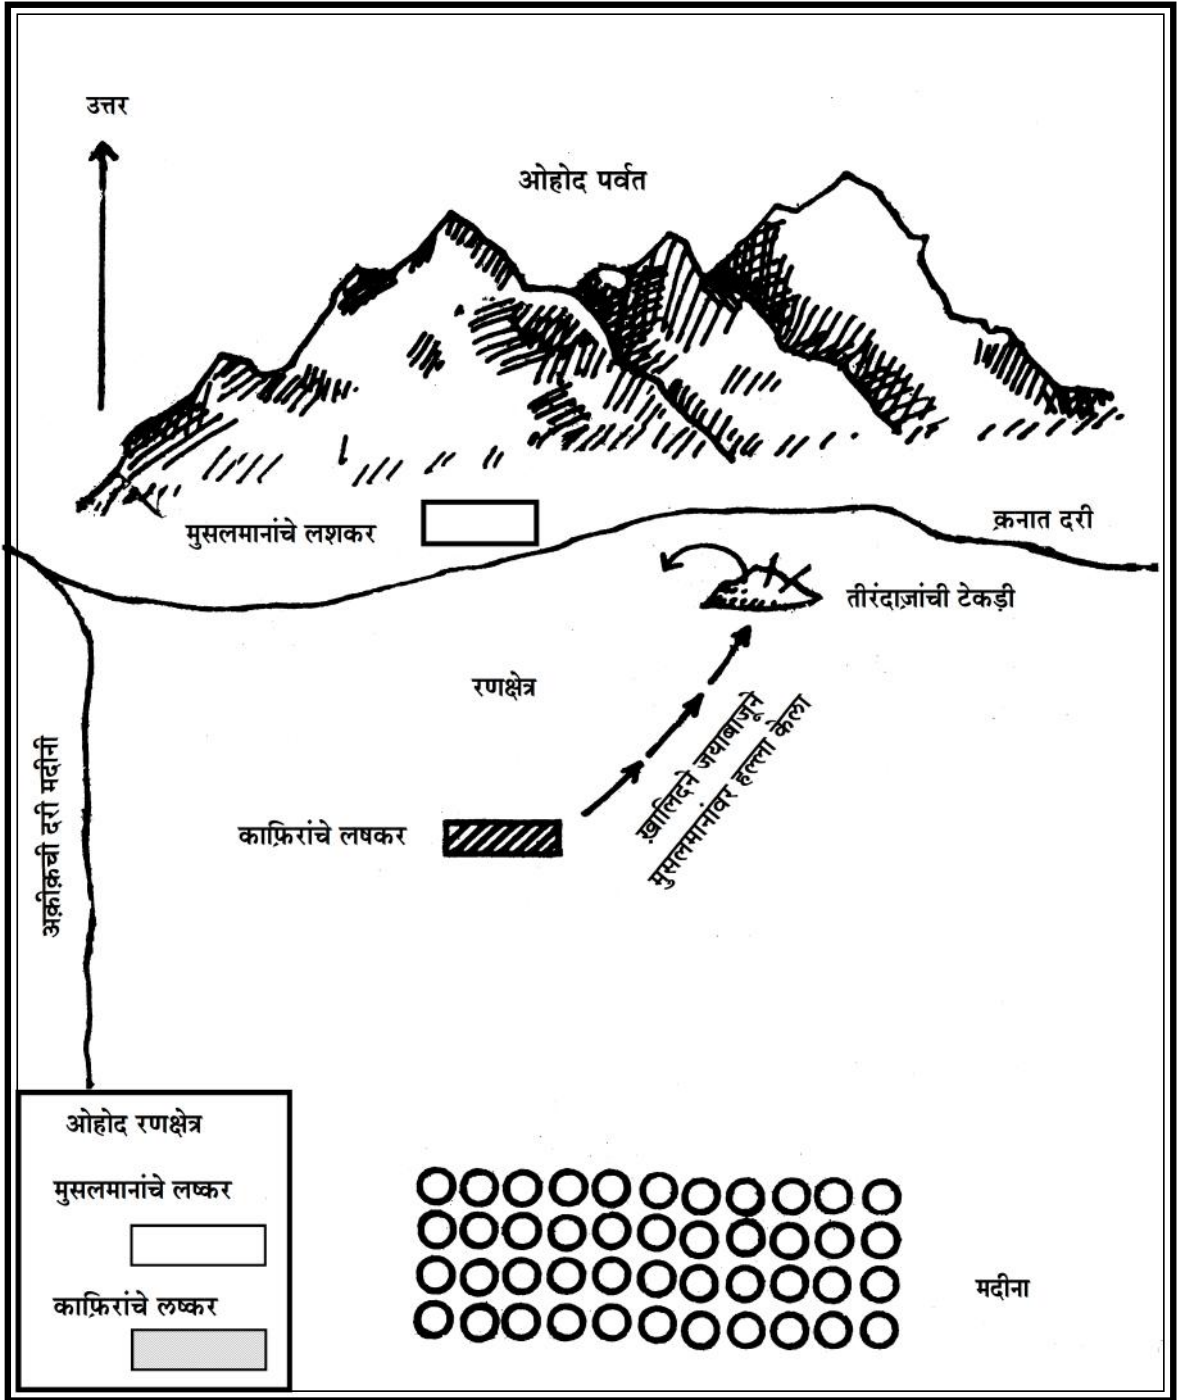 उत्तर
ओहोद पर्वत
मुसलमानांचे लशकर
क़नात दरी
तीरंदाज़ांची टेकड़ी
रणक्षेत्र
ख़ालिदने जयाबाजूने
मुसलमानांवर हल्ला केला
अक़ीक़ची दरी मदीनी
काफ़िरांचे लषकर
ओहोद रणक्षेत्र
मुसलमानांचे लष्कर
काफ़िरांचे लष्कर
मदीना